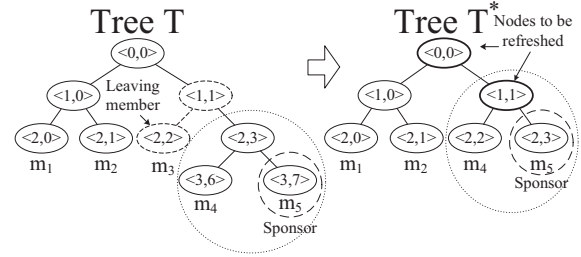 Tree T
Tree T*
Nodes to be
refreshed
<0,0>
<0,0>
Leaving
member
<1,0>
<1,1>
<1,0>
<1,1>
<2,0>
<2,1>
<2,2>
<2,3>
<2,0>
<2,1>
<2,2>
<2,3>
m1
m2
m3
m1
m2
m4
m5
<3,6>
<3,7>
Sponsor
m4
m5
Sponsor